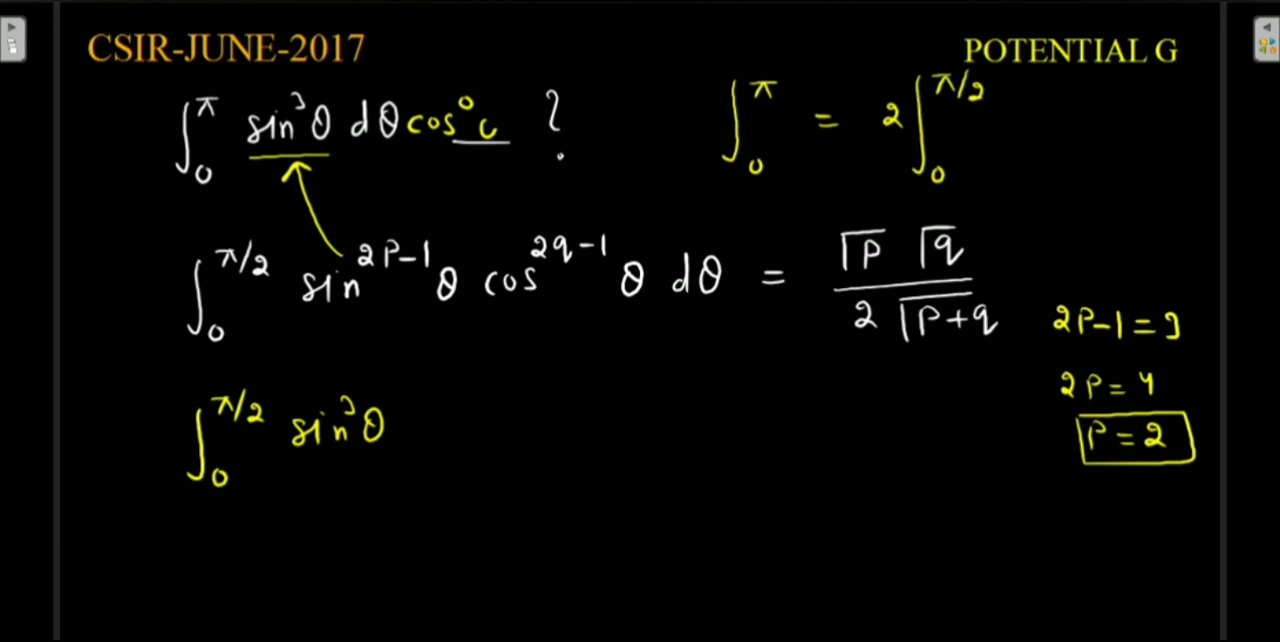 CSIR-JUNE-2017 POTENTIAL G
∫₀^π sin³θ dθ cos⁰ ?
∫₀^π = 2∫₀^{π/2}
∫₀^{π/2} sin^{2P-1}θ cos^{2q-1}θ dθ = ΓP Γq / 2 ΓP+q
2P-1=3
2P=4
P=2
∫₀^{π/2} sin³θ